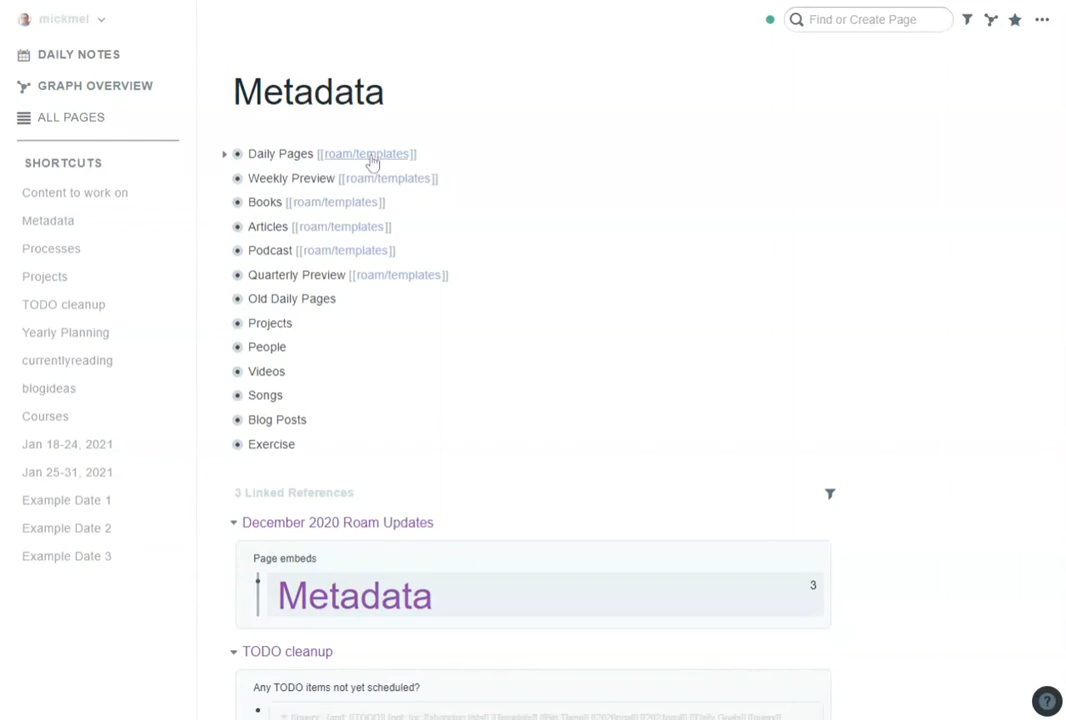 mickmel
Find or Create Page
DAILY NOTES
GRAPH OVERVIEW
ALL PAGES
SHORTCUTS
Content to work on
Metadata
Processes
Projects
TODO cleanup
Yearly Planning
currentlyreading
blogideas
Courses
Jan 18-24, 2021
Jan 25-31, 2021
Example Date 1
Example Date 2
Example Date 3
Metadata
Daily Pages [[roam/templates]]
Weekly Preview [[roam/templates]]
Books [[roam/templates]]
Articles [[roam/templates]]
Podcast [[roam/templates]]
Quarterly Preview [[roam/templates]]
Old Daily Pages
Projects
People
Videos
Songs
Blog Posts
Exercise
3 Linked References
December 2020 Roam Updates
Page embeds
Metadata
3
TODO cleanup
Any TODO items not yet scheduled?